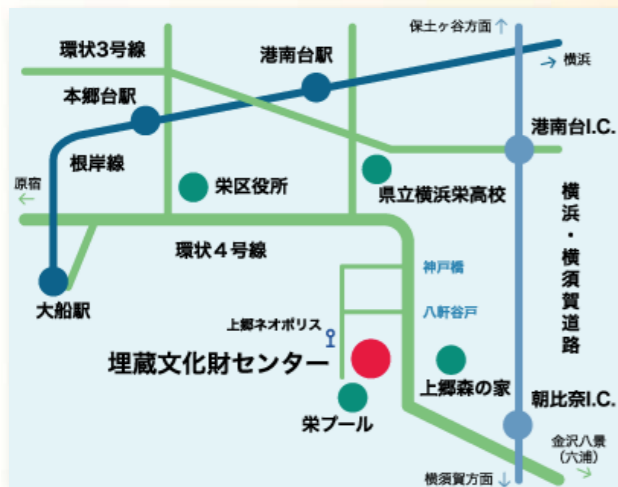 保土ヶ谷方面↑
環状3号線
港南台駅
→横浜
本郷台駅
港南台I.C.
根岸線
原宿
←
栄区役所
県立横浜栄高校
横浜・横須賀道路
環状4号線
神戸橋
大船駅
八軒谷戸
上郷ネオポリス
埋蔵文化財センター
上郷森の家
朝比奈I.C.
栄プール
金沢八景
(六浦)
→
横須賀方面↓